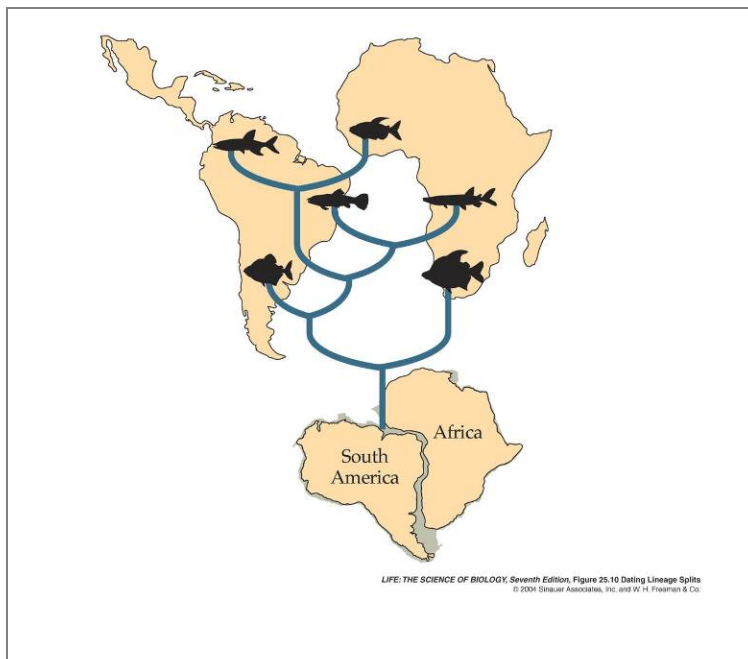 Africa
South
America
LIFE: THE SCIENCE OF BIOLOGY, Seventh Edition, Figure 25.10 Dating Lineage Splits
© 2004 Sinauer Associates, Inc. and W. H. Freeman & Co.